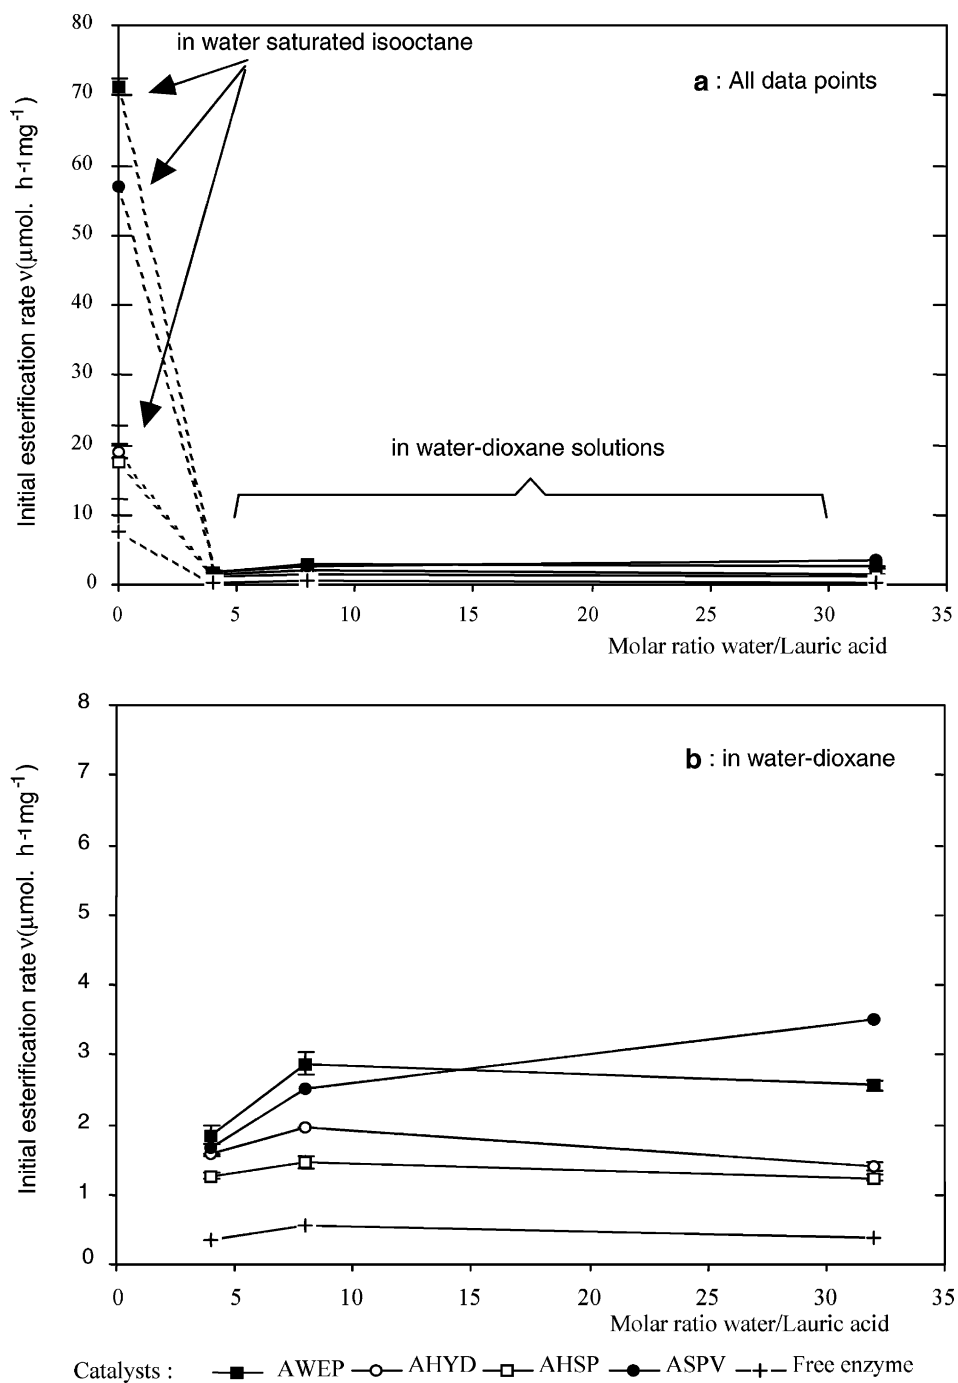 80
in water saturated isooctane
a : All data points
70
60
50
40
30
20
in water-dioxane solutions
10
0
0 5 10 15 20 25 30 35
Molar ratio water/Lauric acid
Initial esterification rate ν(μmol. h-1mg-1)
8
b : in water-dioxane
7
6
5
4
3
2
1
0
0 5 10 15 20 25 30 35
Molar ratio water/Lauric acid
Initial esterification rate ν(μmol. h-1mg-1)
Catalysts : AWEP AHYD AHSP ASPV Free enzyme